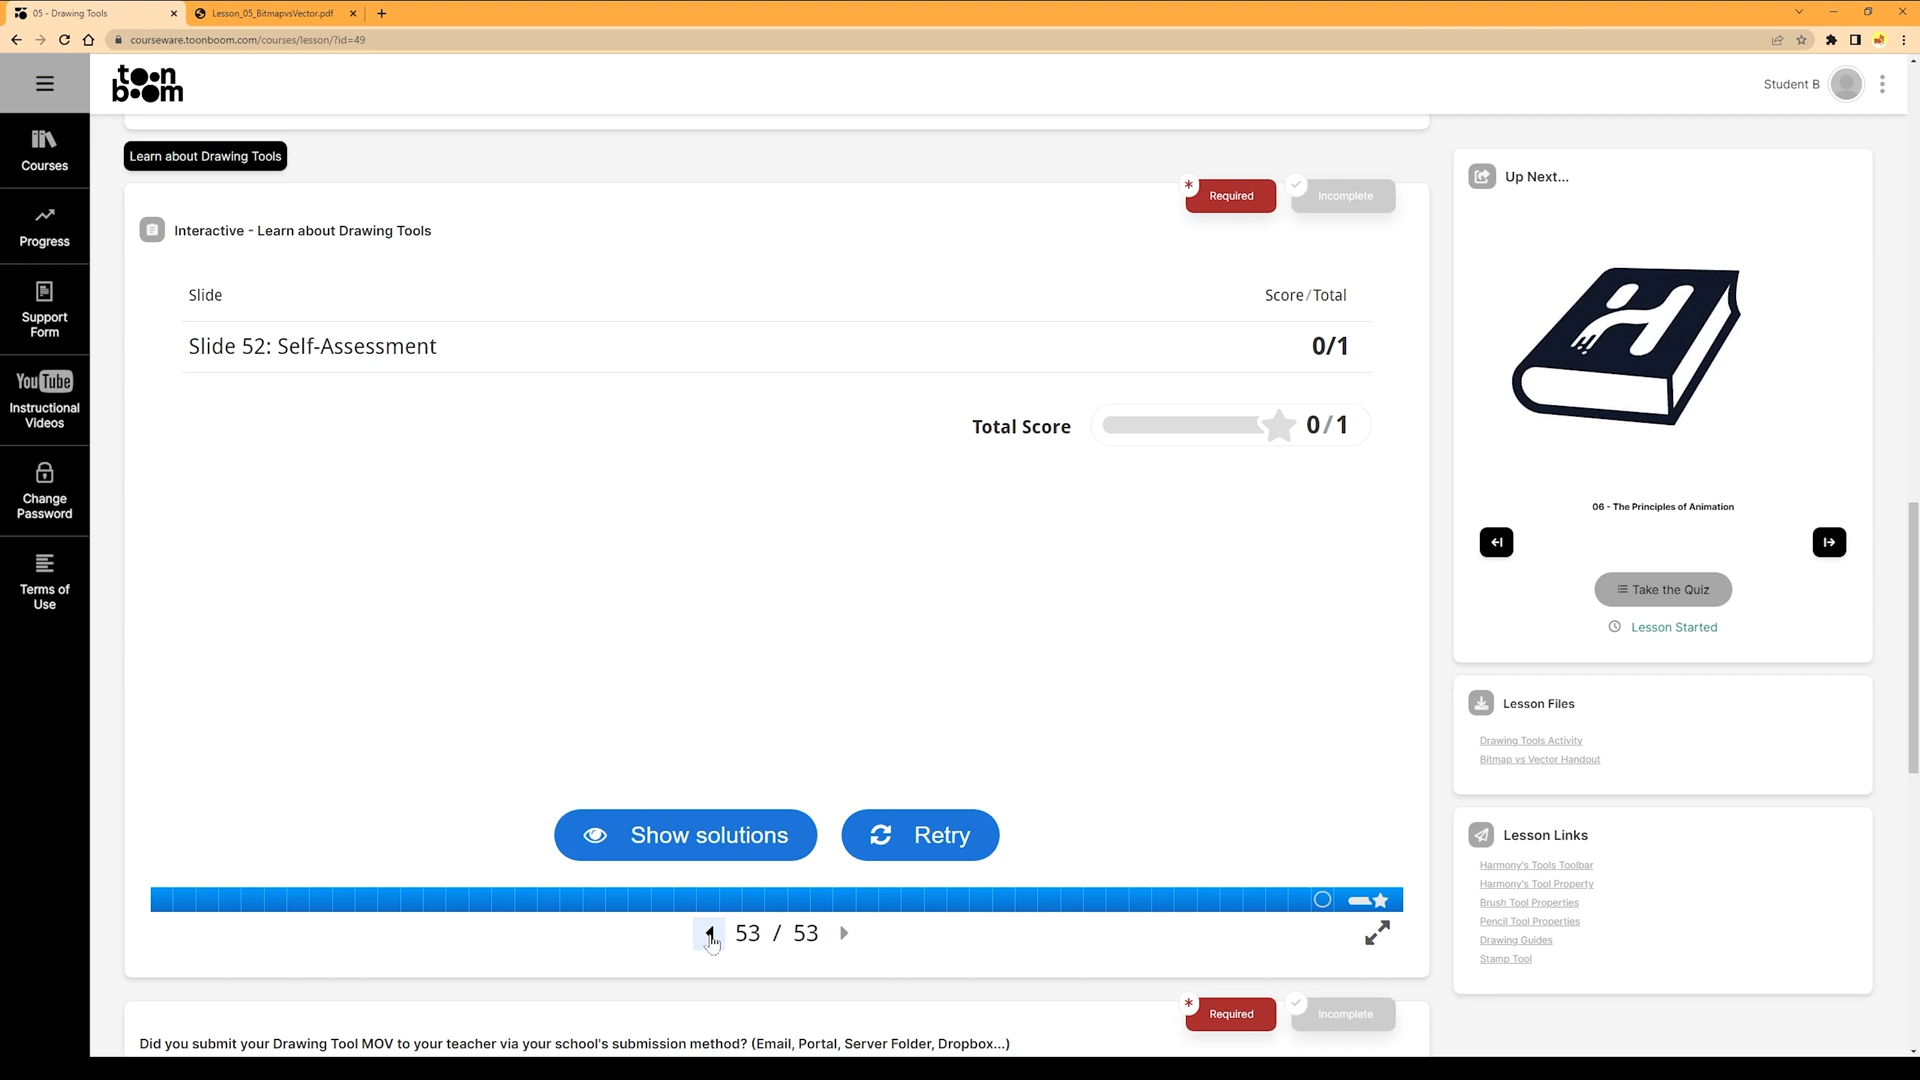 05 - Drawing Tools
Lesson_05_BitmapvsVector.pdf
courseware.toonboom.com/courses/lesson/?id=49
toon
boom
Student B
Courses
Progress
Support
Form
YouTube
Instructional
Videos
Change
Password
Terms of
Use
Learn about Drawing Tools
* Required
Incomplete
Interactive - Learn about Drawing Tools
Slide
Score/Total
Slide 52: Self-Assessment
0/1
Total Score
0/1
Show solutions
Retry
53 / 53
* Required
Incomplete
Did you submit your Drawing Tool MOV to your teacher via your school's submission method? (Email, Portal, Server Folder, Dropbox...)
Up Next...
06 - The Principles of Animation
Take the Quiz
Lesson Started
Lesson Files
Drawing Tools Activity
Bitmap vs Vector Handout
Lesson Links
Harmony's Tools Toolbar
Harmony's Tool Property
Brush Tool Properties
Pencil Tool Properties
Drawing Guides
Stamp Tool